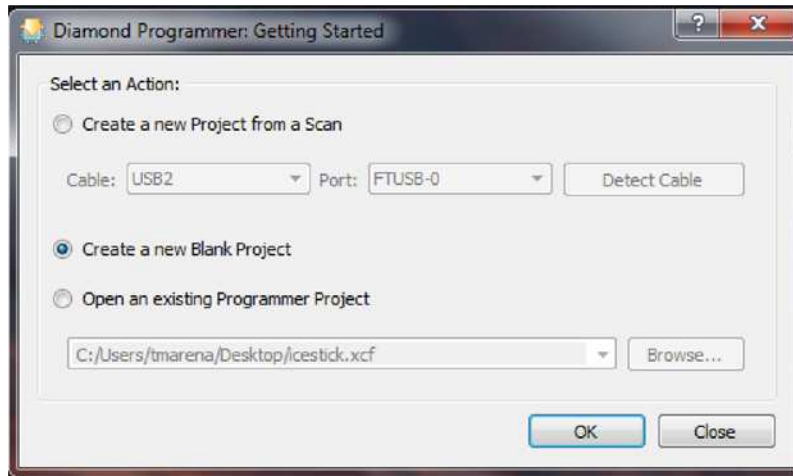 Diamond Programmer: Getting Started
?
Select an Action:
Create a new Project from a Scan
Cable: USB2 Port: FTUSB-0 Detect Cable
Create a new Blank Project
Open an existing Programmer Project
C:/Users/tmarena/Desktop/icestick.xcf Browse...
OK Close